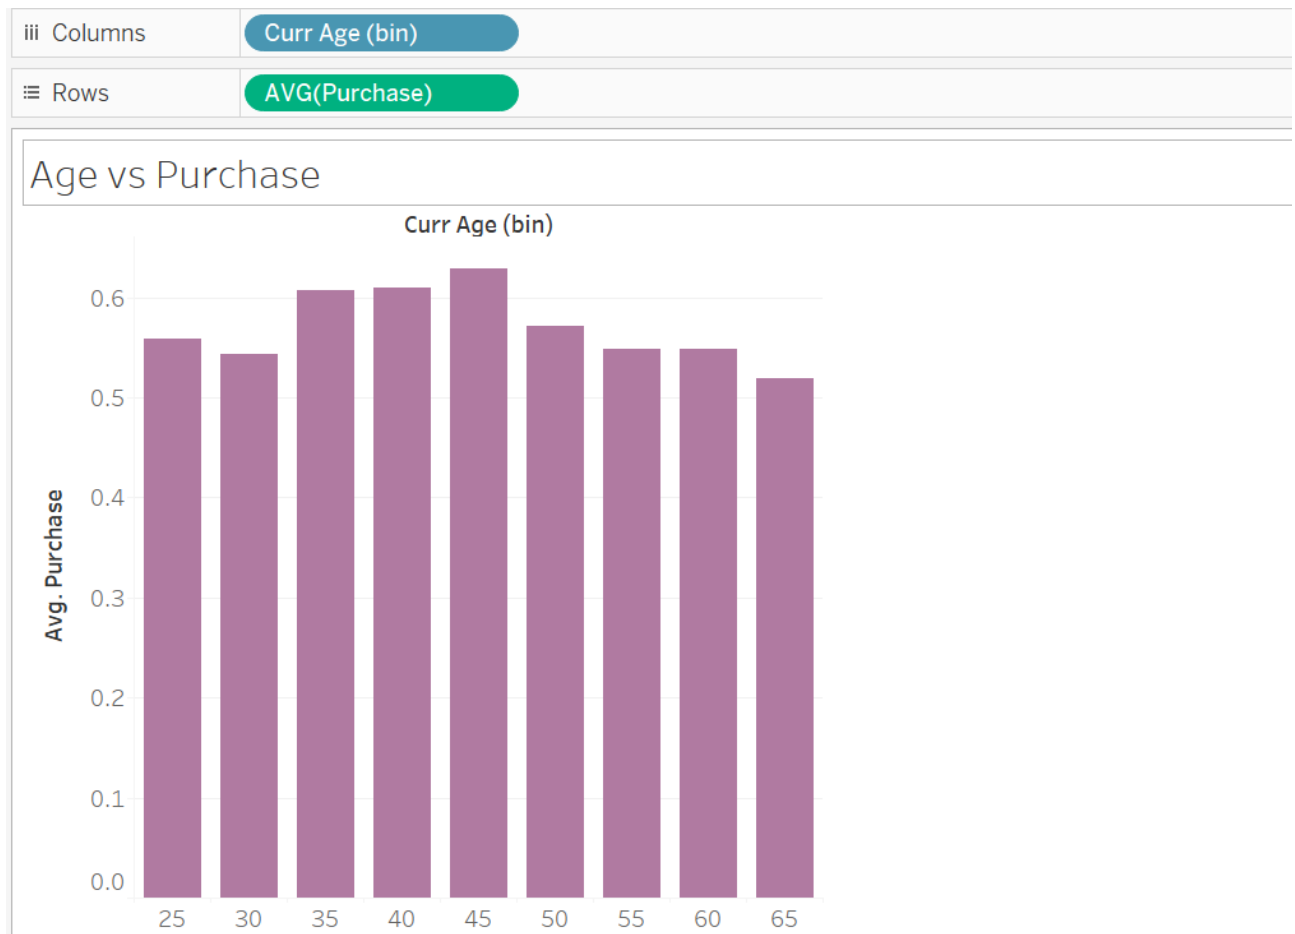 Columns
Curr Age (bin)
Rows
AVG(Purchase)
Age vs Purchase
Curr Age (bin)
0.6
0.5
0.4
0.3
0.2
0.1
0.0
Avg. Purchase
25 30 35 40 45 50 55 60 65